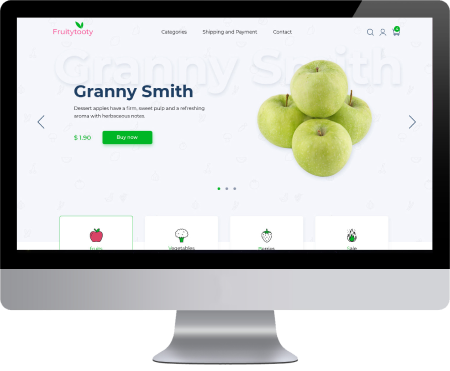 Fruitytooty
Categories
Shipping and Payment
Contact
Granny Smith
Granny Smith
Dessert apples have a firm, sweet pulp and a refreshing
aroma with herbaceous notes
$ 1.90
Buy now
Fruits
Vegetables
Berries